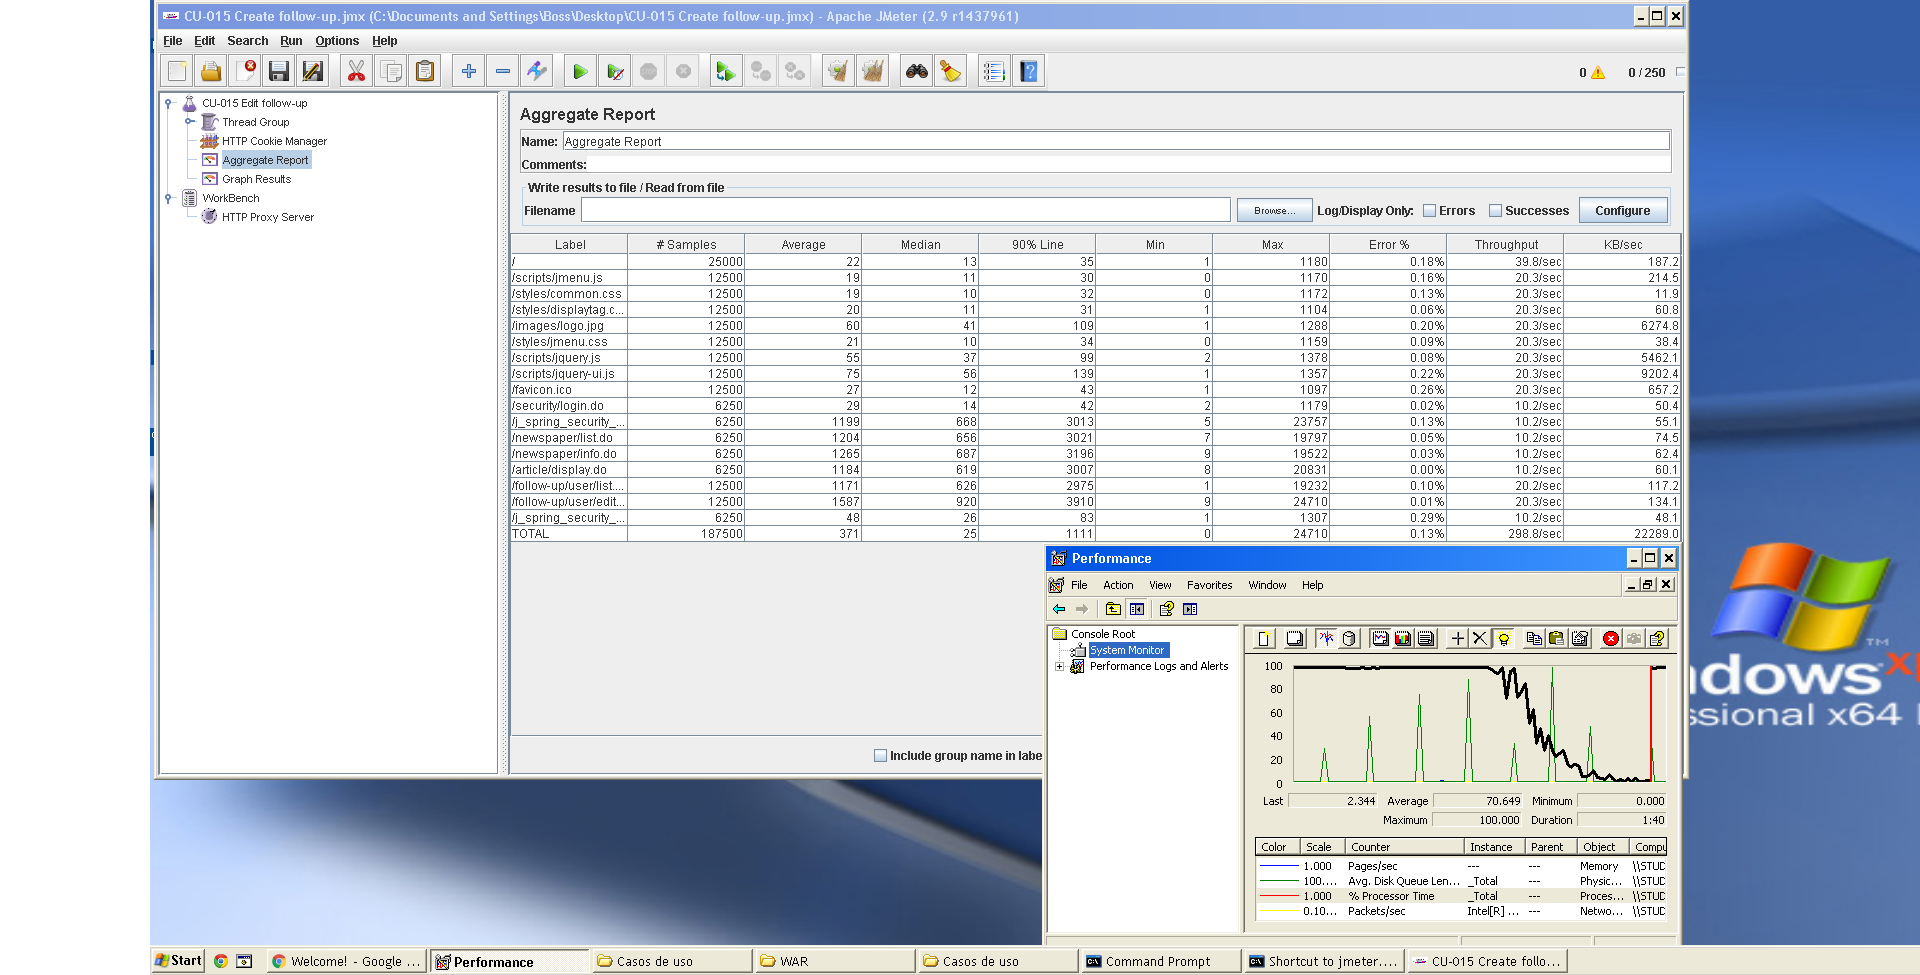 CU-015 Create follow-up.jmx (C:\Documents and Settings\Boss\Desktop\CU-015 Create follow-up.jmx) - Apache JMeter (2.9 r1437961)
File Edit Search Run Options Help
0 0 / 250
CU-015 Edit follow-up
Thread Group
HTTP Cookie Manager
Aggregate Report
Graph Results
WorkBench
HTTP Proxy Server
Aggregate Report
Name: Aggregate Report
Comments:
Write results to file / Read from file
Filename Browse... Log/Display Only: Errors Successes Configure
Label # Samples Average Median 90% Line Min Max Error % Throughput KB/sec
/ 25000 22 13 35 1 1180 0.18% 39.8/sec 187.2
/scripts/jmenu.js 12500 19 11 30 0 1170 0.16% 20.3/sec 214.5
/styles/common.css 12500 19 10 32 0 1172 0.13% 20.3/sec 11.9
/styles/displaytag.c... 12500 20 11 31 1 1104 0.06% 20.3/sec 60.8
/images/logo.jpg 12500 60 41 109 1 1288 0.20% 20.3/sec 6274.8
/styles/jmenu.css 12500 21 10 34 0 1159 0.09% 20.3/sec 38.4
/scripts/jquery.js 12500 55 37 99 2 1378 0.08% 20.3/sec 5462.1
/scripts/jquery-ui.js 12500 75 56 139 1 1357 0.22% 20.3/sec 9202.4
/favicon.ico 12500 27 12 43 1 1097 0.26% 20.3/sec 657.2
/security/login.do 6250 29 14 42 2 1179 0.02% 10.2/sec 50.4
/j_spring_security_... 6250 1199 668 3013 5 23757 0.13% 10.2/sec 55.1
/newspaper/list.do 6250 1204 656 3021 7 19797 0.05% 10.2/sec 74.5
/newspaper/info.do 6250 1265 687 3196 9 19522 0.03% 10.2/sec 62.4
/article/display.do 6250 1184 619 3007 8 20831 0.00% 10.2/sec 60.1
/follow-up/user/list.... 12500 1171 626 2975 1 19232 0.10% 20.2/sec 117.2
/follow-up/user/edit... 12500 1587 920 3910 9 24710 0.01% 20.3/sec 134.1
/j_spring_security_... 6250 48 26 83 1 1307 0.29% 10.2/sec 48.1
TOTAL 187500 371 25 1111 0 24710 0.13% 298.8/sec 22289.0
Include group name in labe
Performance
File Action View Favorites Window Help
Console Root
System Monitor
Performance Logs and Alerts
100
80
60
40
20
0
Last 2.344 Average 70.649 Minimum 0.000
Maximum 100.000 Duration 1:40
Color Scale Counter Instance Parent Object Compu
1.000 Pages/sec --- --- Memory \\STUD
100.... Avg. Disk Queue Len... _Total --- Physic... \\STUD
1.000 % Processor Time _Total --- Proces... \\STUD
0.10... Packets/sec Intel[R] ... --- Netwo... \\STUD
TM
ndows xp
ssional x64
Start Welcome! - Google ... Performance Casos de uso WAR Casos de uso Command Prompt Shortcut to jmeter.... CU-015 Create follo...